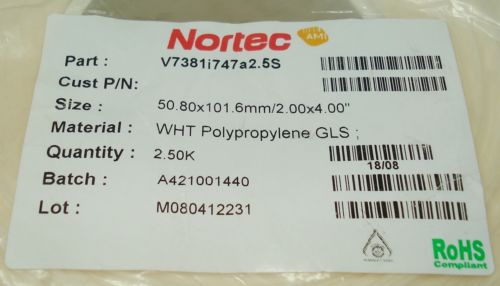 Nortec
AMI
Part : V7381i747a2.5S
Cust P/N:
Size : 50.80x101.6mm/2.00x4.00"
Material : WHT Polypropylene GLS ;
Quantity : 2.50K
18/08
Batch : A421001440
Lot : M080412231
RoHS
Compliant